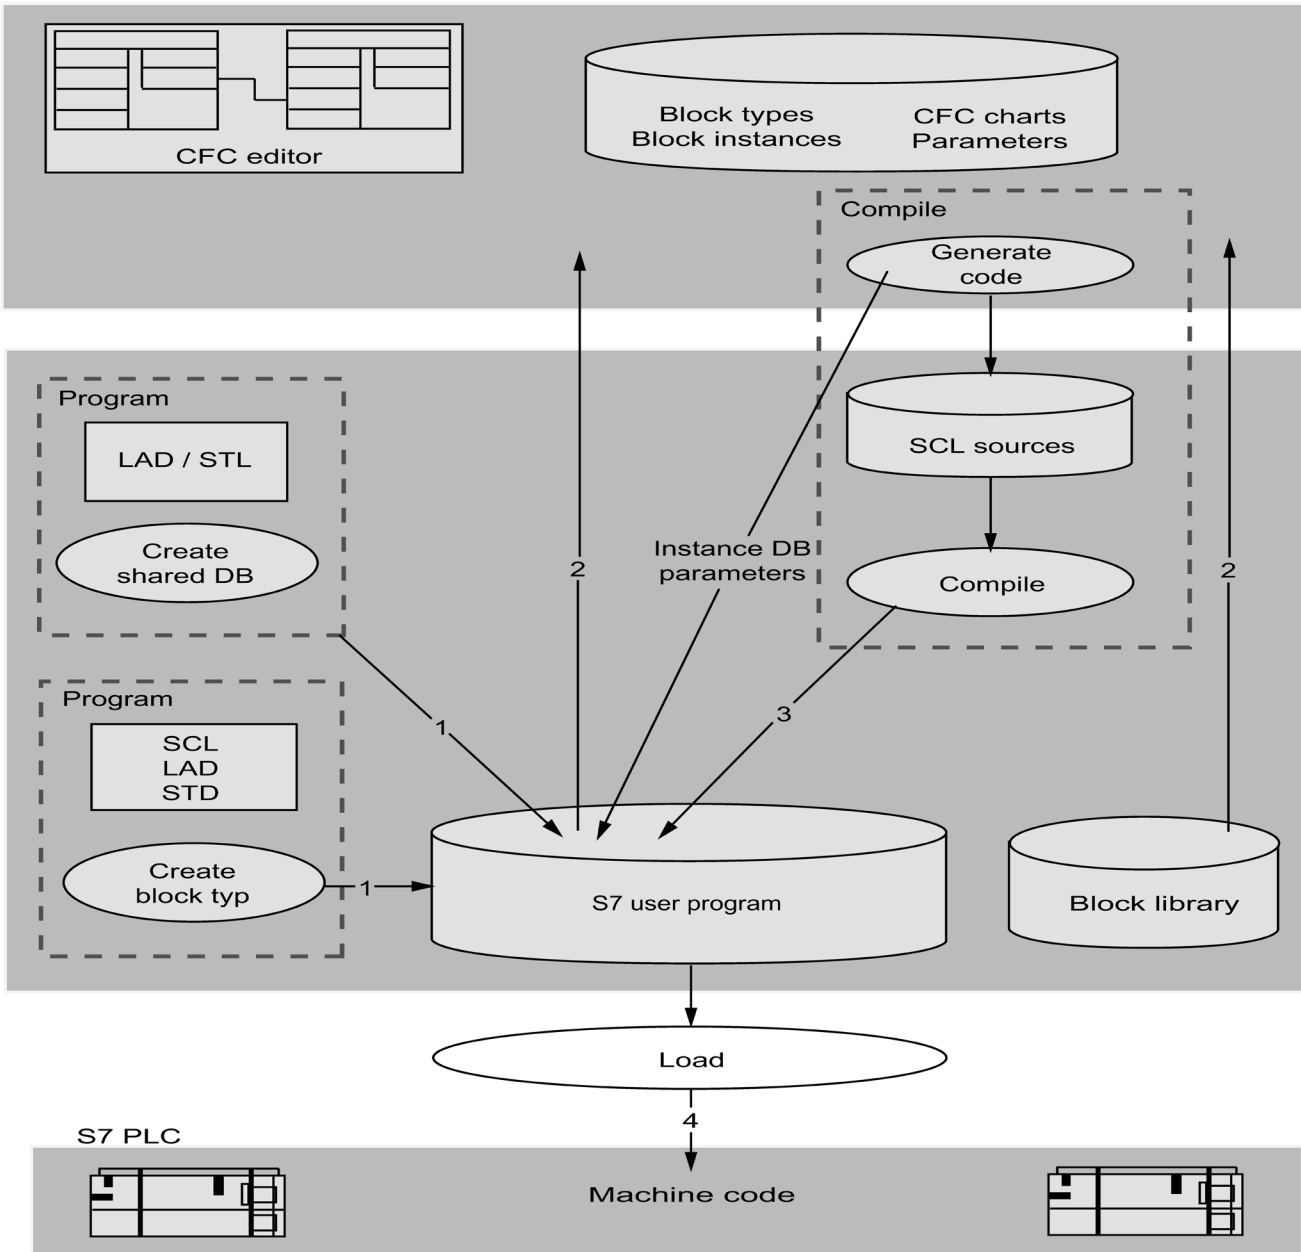 CFC editor
Block types
Block instances
CFC charts
Parameters
Compile
Generate
code
SCL sources
Compile
Program
LAD / STL
Create
shared DB
2
Instance DB
parameters
2
Program
SCL
LAD
STD
Create
block typ
1
3
1
S7 user program
Block library
Load
4
S7 PLC
Machine code